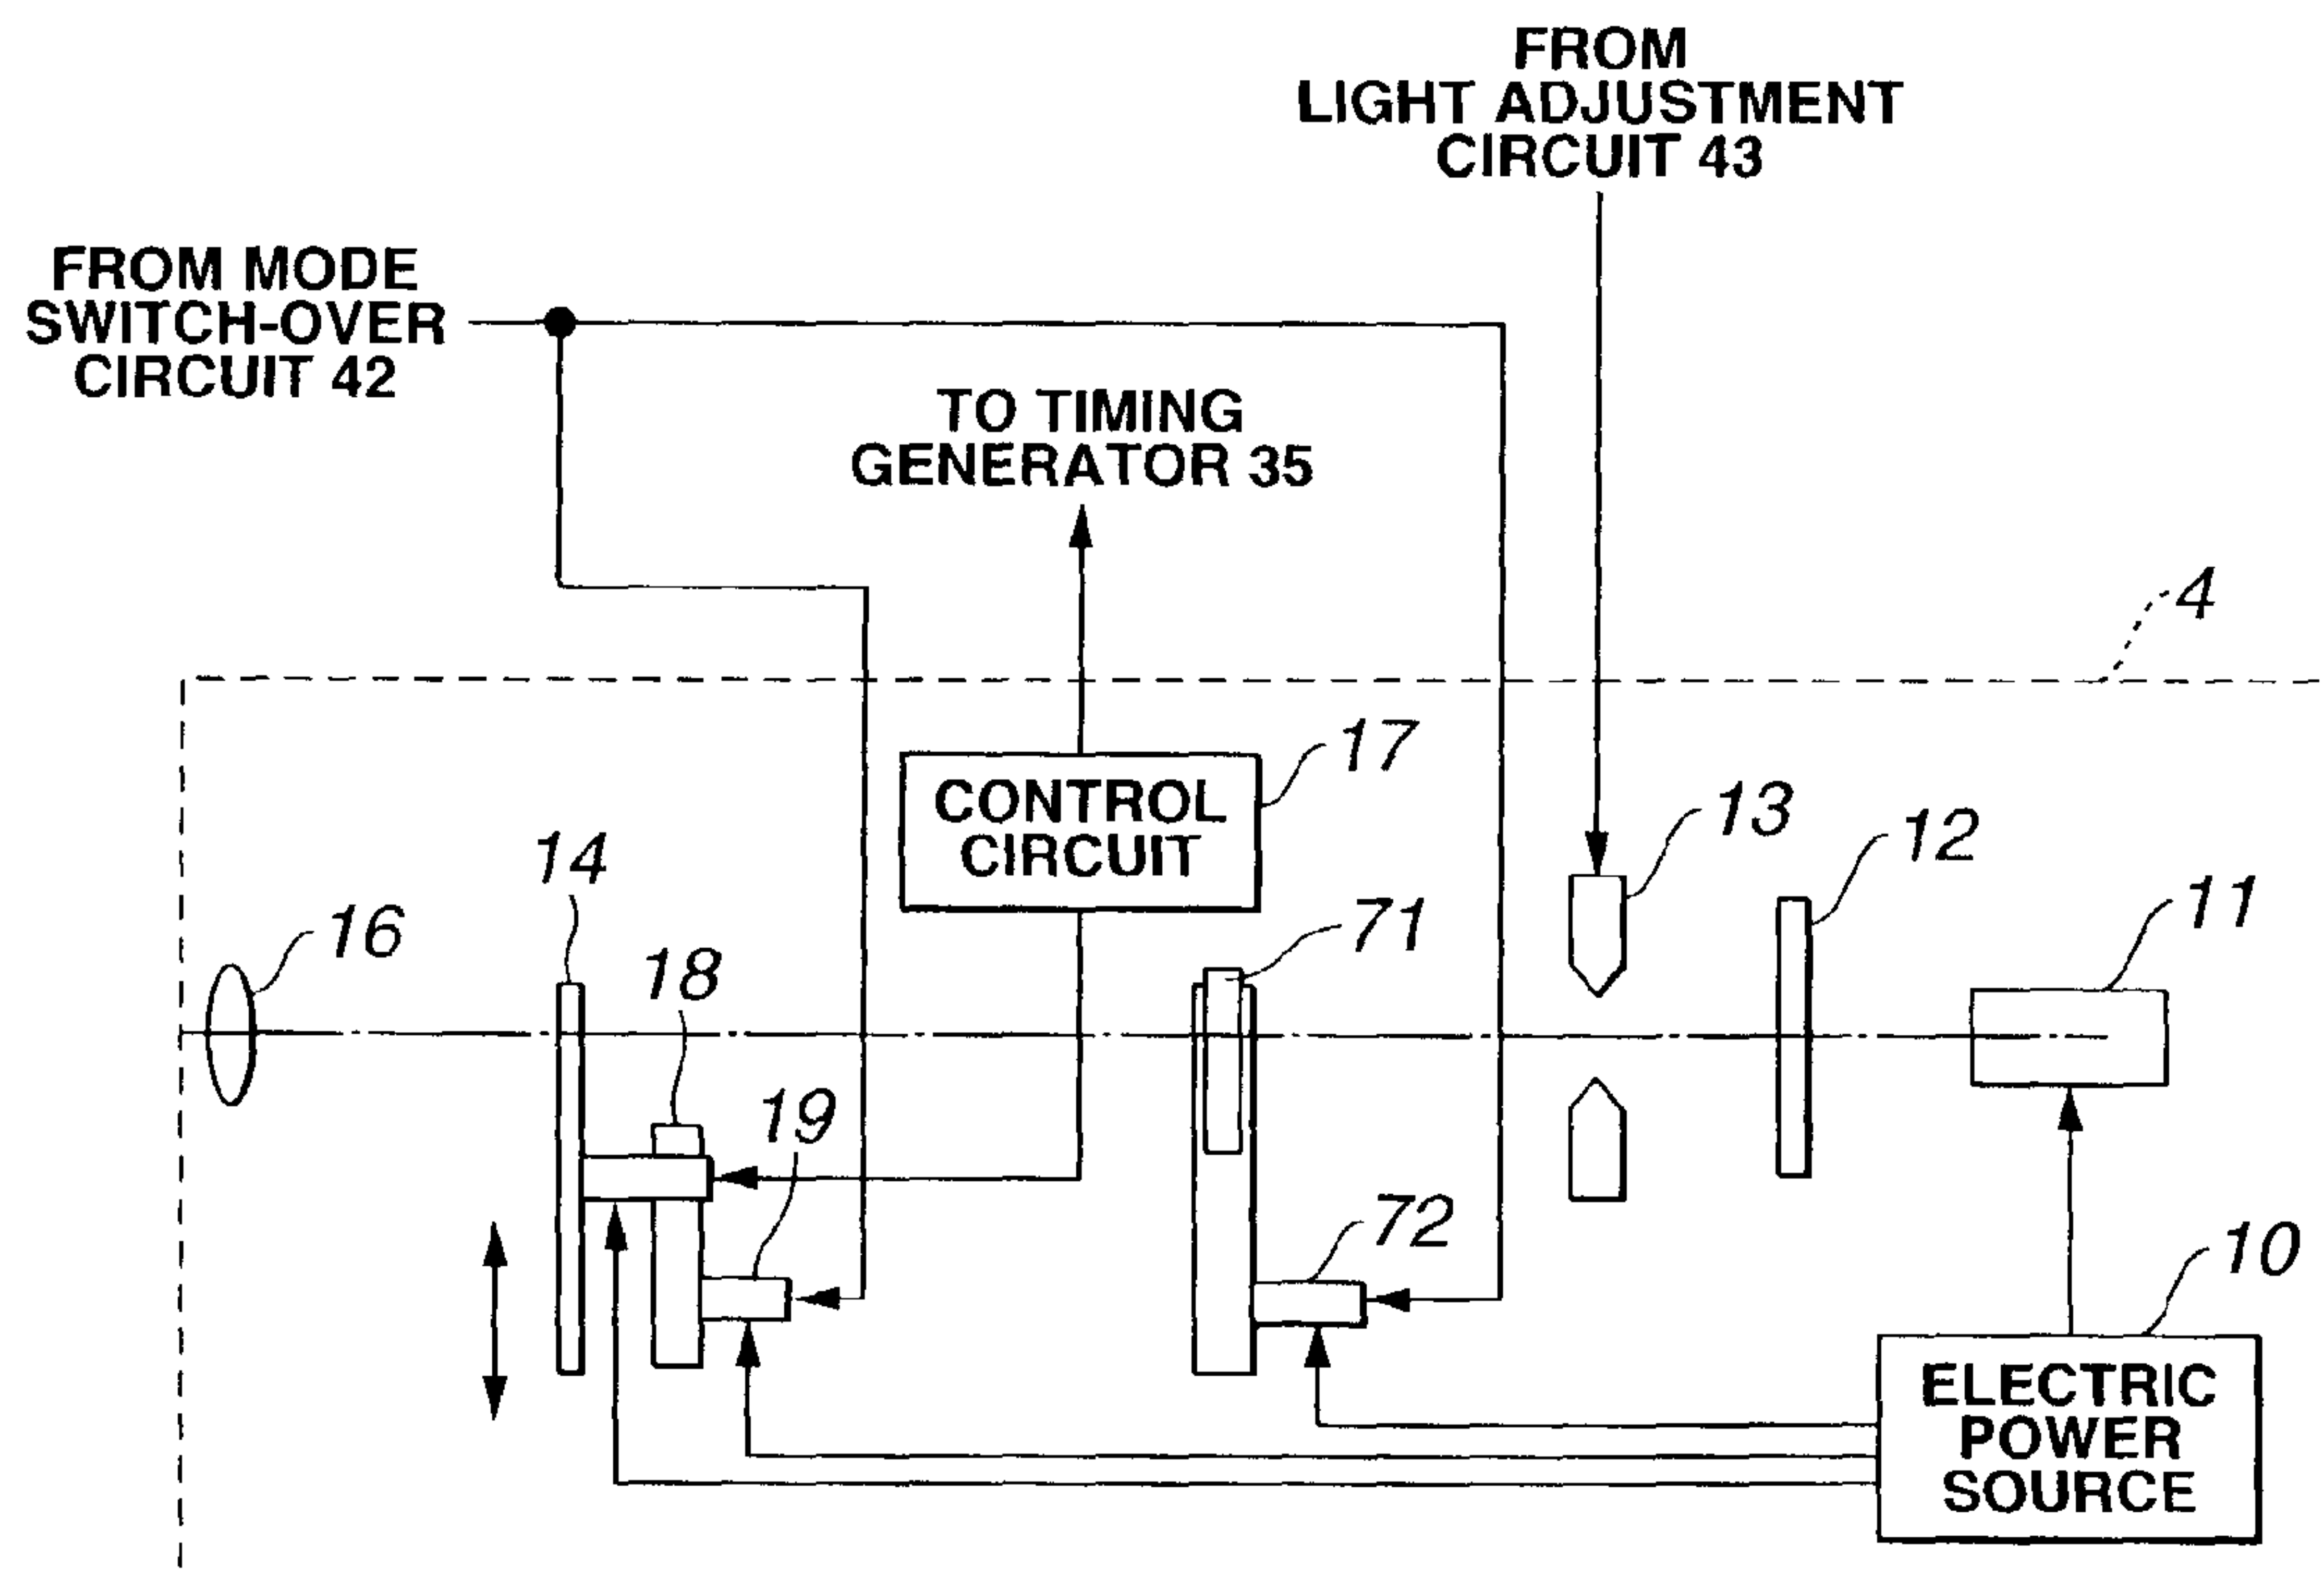 FROM
LIGHT ADJUSTMENT
CIRCUIT 43
FROM MODE
SWITCH-OVER
CIRCUIT 42
TO TIMING
GENERATOR 35
4
17
CONTROL
CIRCUIT
13
12
14
11
16
71
18
19
72
10
ELECTRIC
POWER
SOURCE